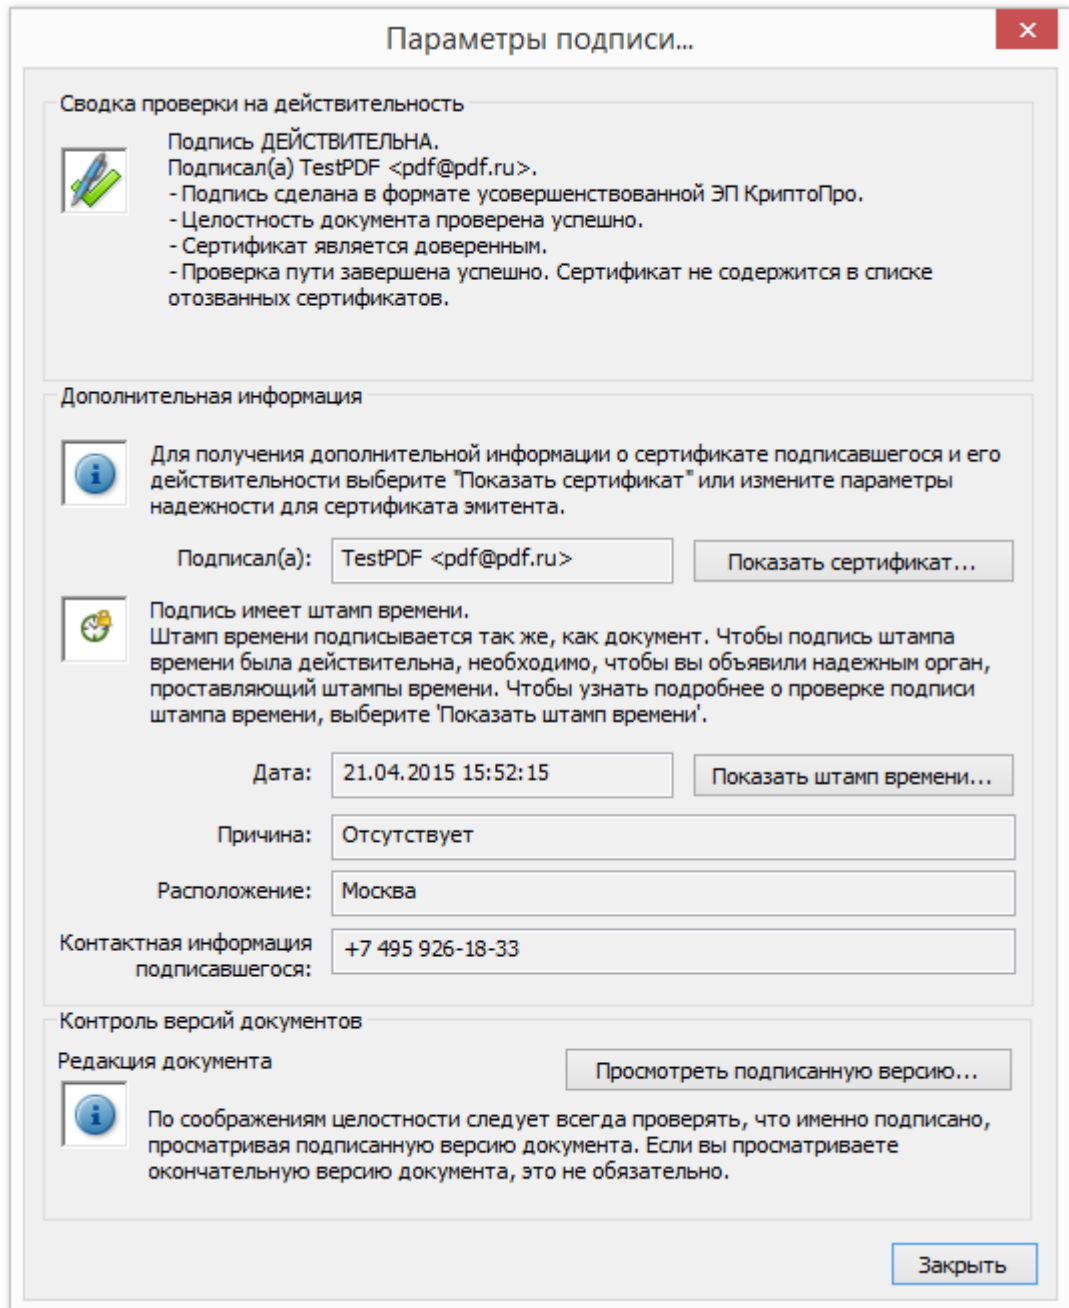 Параметры подписи...
Сводка проверки на действительность
Подпись ДЕЙСТВИТЕЛЬНА.
Подписал(а) TestPDF <pdf@pdf.ru>.
- Подпись сделана в формате усовершенствованной ЭП КриптоПро.
- Целостность документа проверена успешно.
- Сертификат является доверенным.
- Проверка пути завершена успешно. Сертификат не содержится в списке
отозванных сертификатов.
Дополнительная информация
Для получения дополнительной информации о сертификате подписавшегося и его
действительности выберите "Показать сертификат" или измените параметры
надежности для сертификата эмитента.
Подписал(а): TestPDF <pdf@pdf.ru> Показать сертификат...
Подпись имеет штамп времени.
Штамп времени подписывается так же, как документ. Чтобы подпись штампа
времени была действительна, необходимо, чтобы вы объявили надежным орган,
проставляющий штампы времени. Чтобы узнать подробнее о проверке подписи
штампа времени, выберите 'Показать штамп времени'.
Дата: 21.04.2015 15:52:15 Показать штамп времени...
Причина: Отсутствует
Расположение: Москва
Контактная информация
подписавшегося: +7 495 926-18-33
Контроль версий документов
Редакция документа Просмотреть подписанную версию...
По соображениям целостности следует всегда проверять, что именно подписано,
просматривая подписанную версию документа. Если вы просматриваете
окончательную версию документа, это не обязательно.
Закрыть